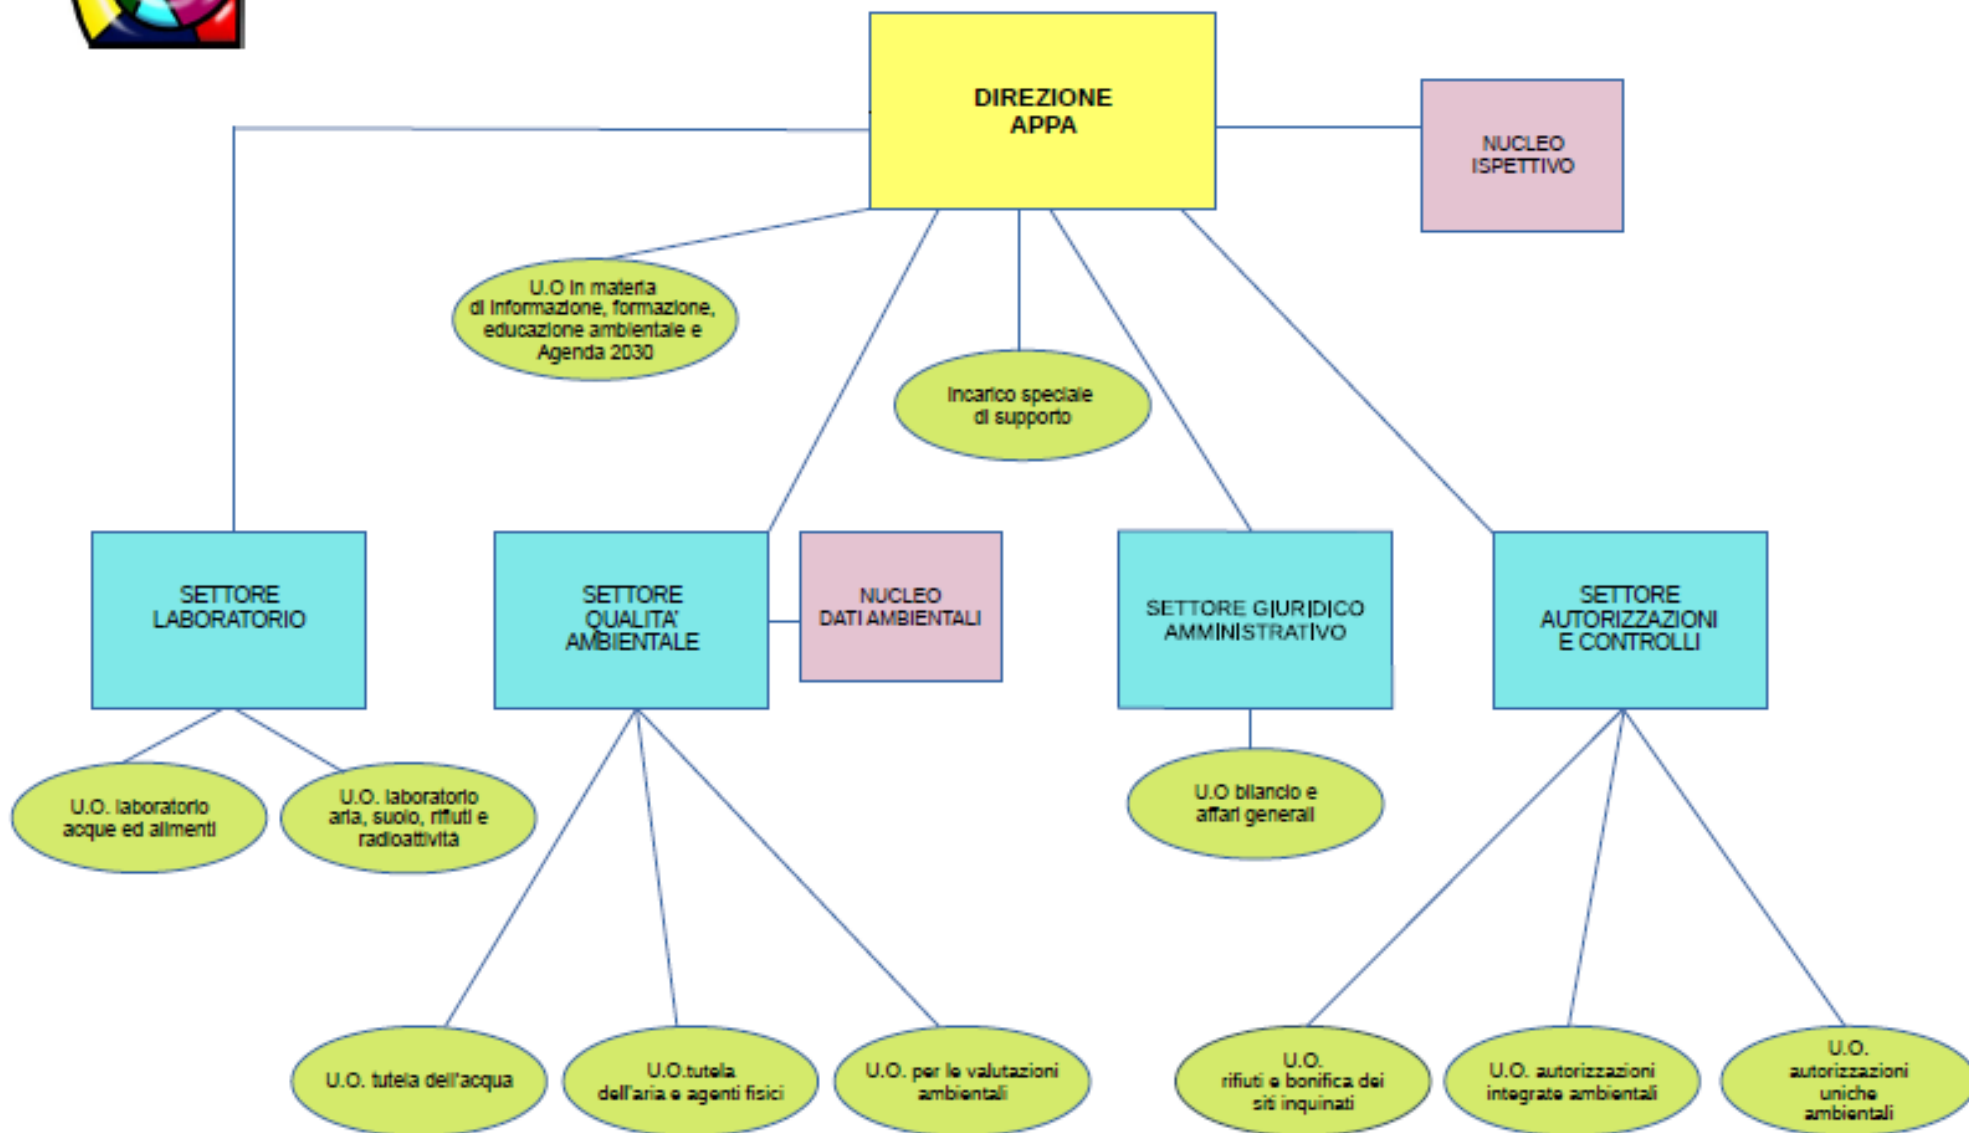 DIREZIONE
APPA
NUCLEO
ISPETTIVO
U.O in materia
di informazione, formazione,
educazione ambientale e
Agenda 2030
Incarico speciale
di supporto
SETTORE
LABORATORIO
SETTORE
QUALITA'
AMBIENTALE
NUCLEO
DATI AMBIENTALI
SETTORE GIURIDICO
AMMINISTRATIVO
SETTORE
AUTORIZZAZIONI
E CONTROLLI
U.O. laboratorio
acque ed alimenti
U.O. laboratorio
aria, suolo, rifiuti e
radioattività
U.O bilancio e
affari generali
U.O. tutela dell'acqua
U.O.tutela
dell'aria e agenti fisici
U.O. per le valutazioni
ambientali
U.O.
rifiuti e bonifica dei
siti inquinati
U.O. autorizzazioni
integrate ambientali
U.O.
autorizzazioni
uniche
ambientali